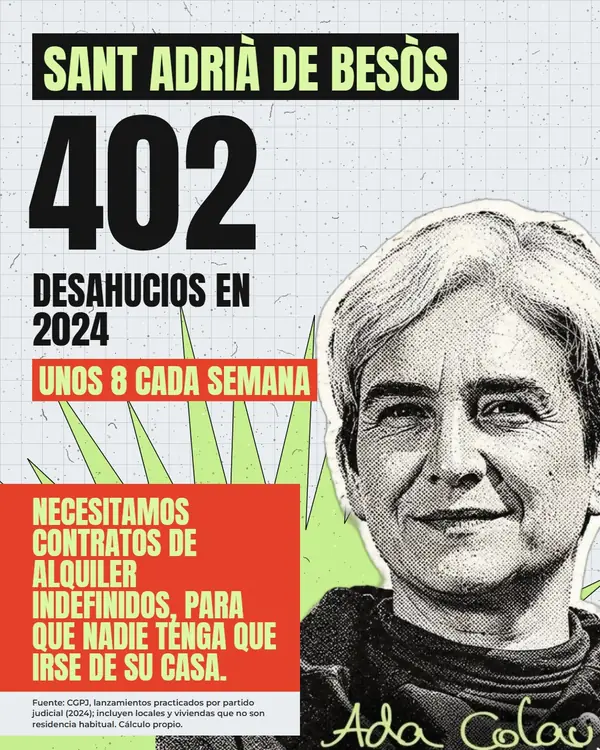 SANT ADRIÀ DE BESÒS
402
DESAHUCIOS EN
2024
UNOS 8 CADA SEMANA
NECESITAMOS
CONTRATOS DE
ALQUILER
INDEFINIDOS, PARA
QUE NADIE TENGA QUE
IRSE DE SU CASA.
Fuente: CGPJ, lanzamientos practicados por partido
judicial (2024); incluyen locales y viviendas que no son
residencia habitual. Cálculo propio.
Ada Colau